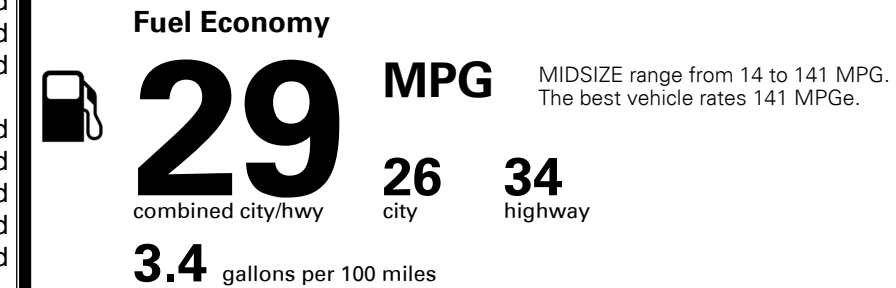 Fuel Economy
29
MPG
MIDSIZE range from 14 to 141 MPG.
The best vehicle rates 141 MPGe.
26
34
combined city/hwy
city
highway
3.4 gallons per 100 miles